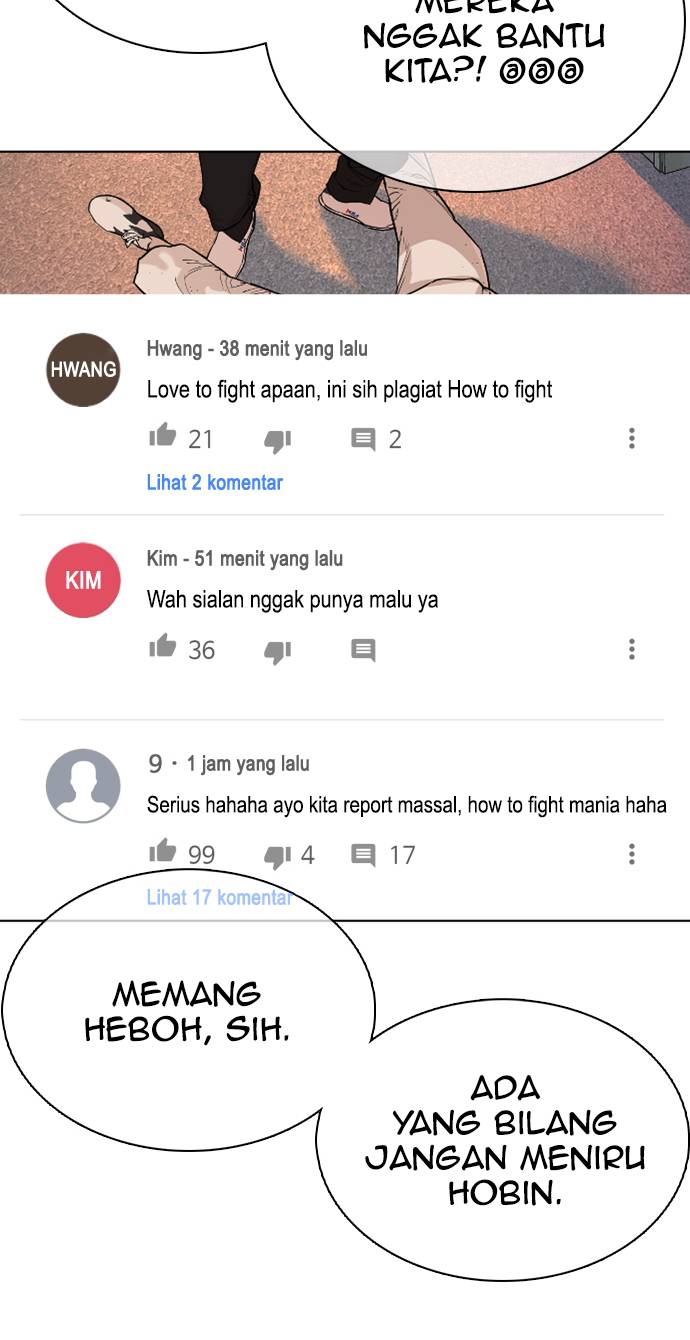 MEREKA
NGGAK BANTU
KITA?! @@@
HWANG
Hwang - 38 menit yang lalu
Love to fight apaan, ini sih plagiat How to fight
21
2
Lihat 2 komentar
KIM
Kim - 51 menit yang lalu
Wah sialan nggak punya malu ya
36
9 · 1 jam yang lalu
Serius hahaha ayo kita report massal, how to fight mania haha
99
4
17
Lihat 17 komentar
MEMANG
HEBOH, SIH.
ADA
YANG BILANG
JANGAN MENIRU
HOBIN.